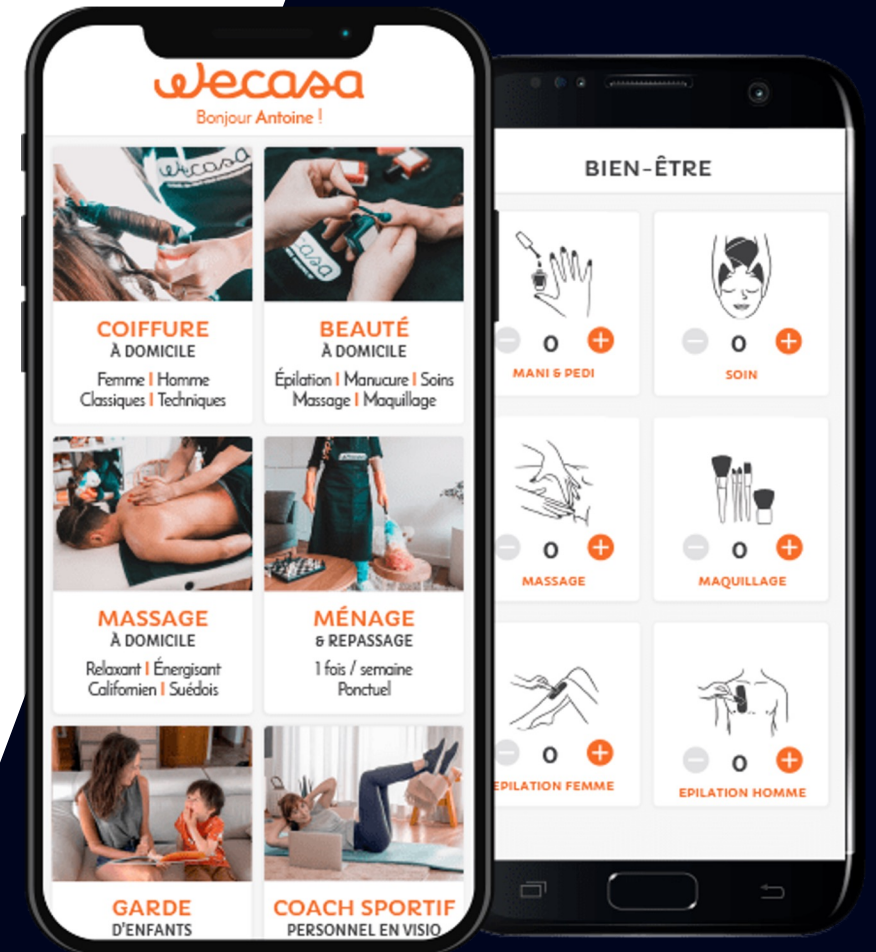 wecasa
Bonjour Antoine !
wecasa
COIFFURE
À DOMICILE
Femme | Homme
Classiques | Techniques
BEAUTÉ
À DOMICILE
Épilation | Manucure | Soins
Massage | Maquillage
MASSAGE
À DOMICILE
Relaxant | Énergisant
Californien | Suédois
MÉNAGE
& REPASSAGE
1 fois / semaine
Ponctuel
GARDE
D'ENFANTS
COACH SPORTIF
PERSONNEL EN VISIO
BIEN-ÊTRE
0
MANI & PEDI
0
SOIN
0
MASSAGE
0
MAQUILLAGE
0
EPILATION FEMME
0
EPILATION HOMME